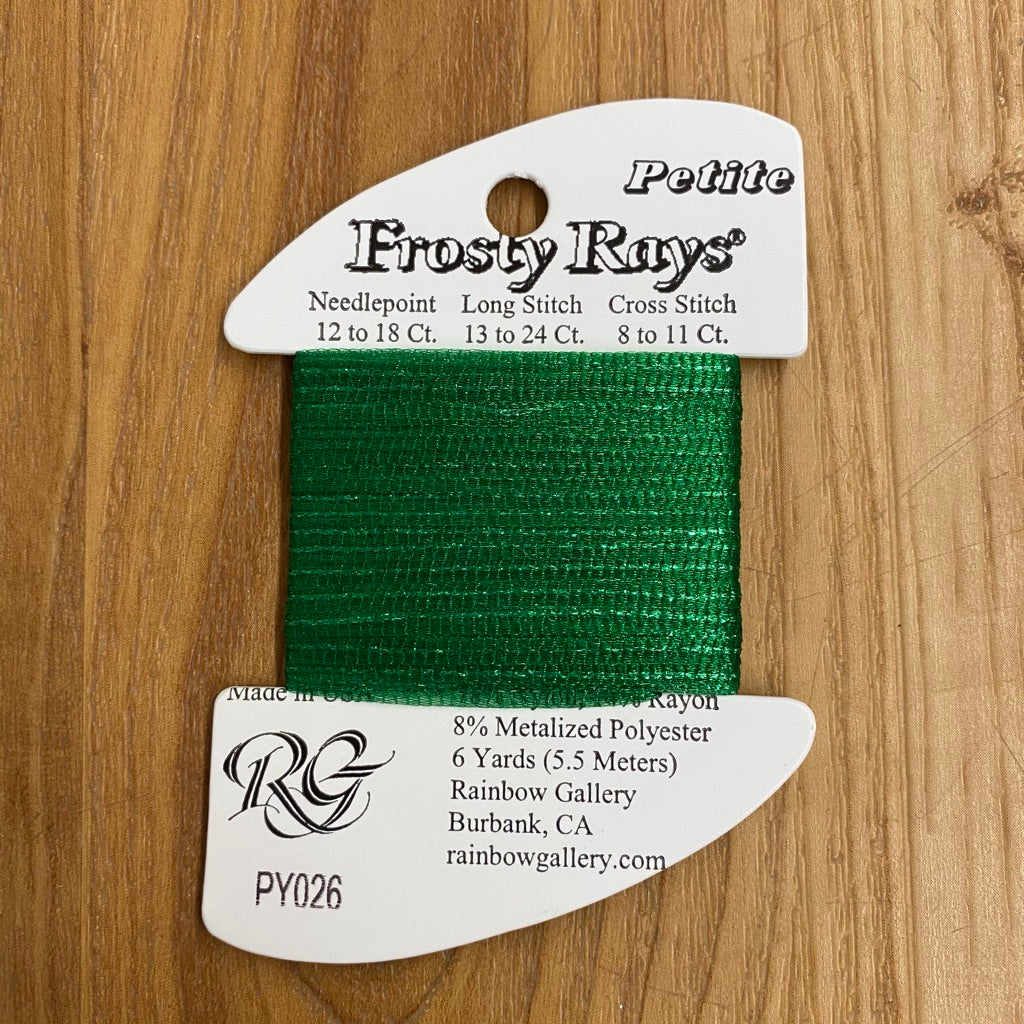 Petite
Frosty Rays®
Needlepoint Long Stitch Cross Stitch
12 to 18 Ct. 13 to 24 Ct. 8 to 11 Ct.
Made in Rayon
8% Metalized Polyester
6 Yards (5.5 Meters)
RG
Rainbow Gallery
Burbank, CA
rainbowgallery.com
PY026